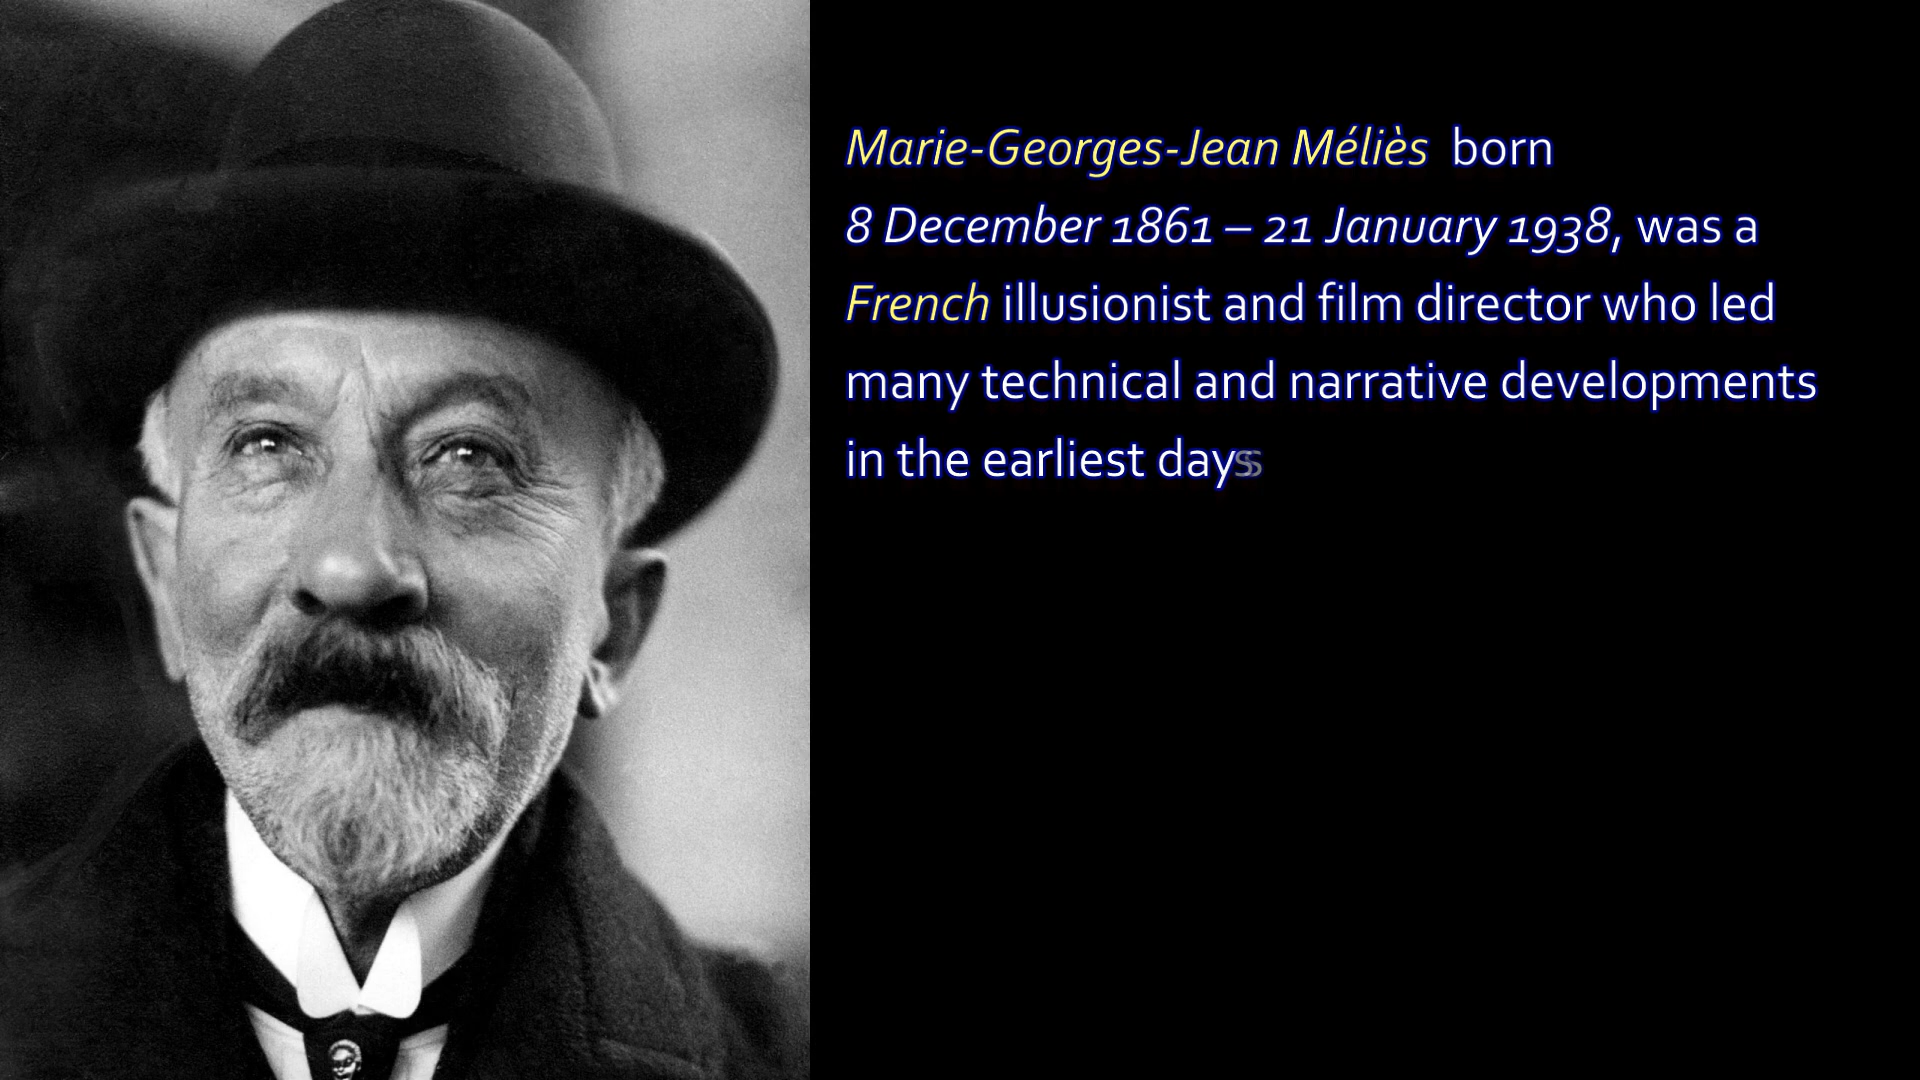 Marie-Georges-Jean Méliès born
8 December 1861 – 21 January 1938, was a
French illusionist and film director who led
many technical and narrative developments
in the earliest days